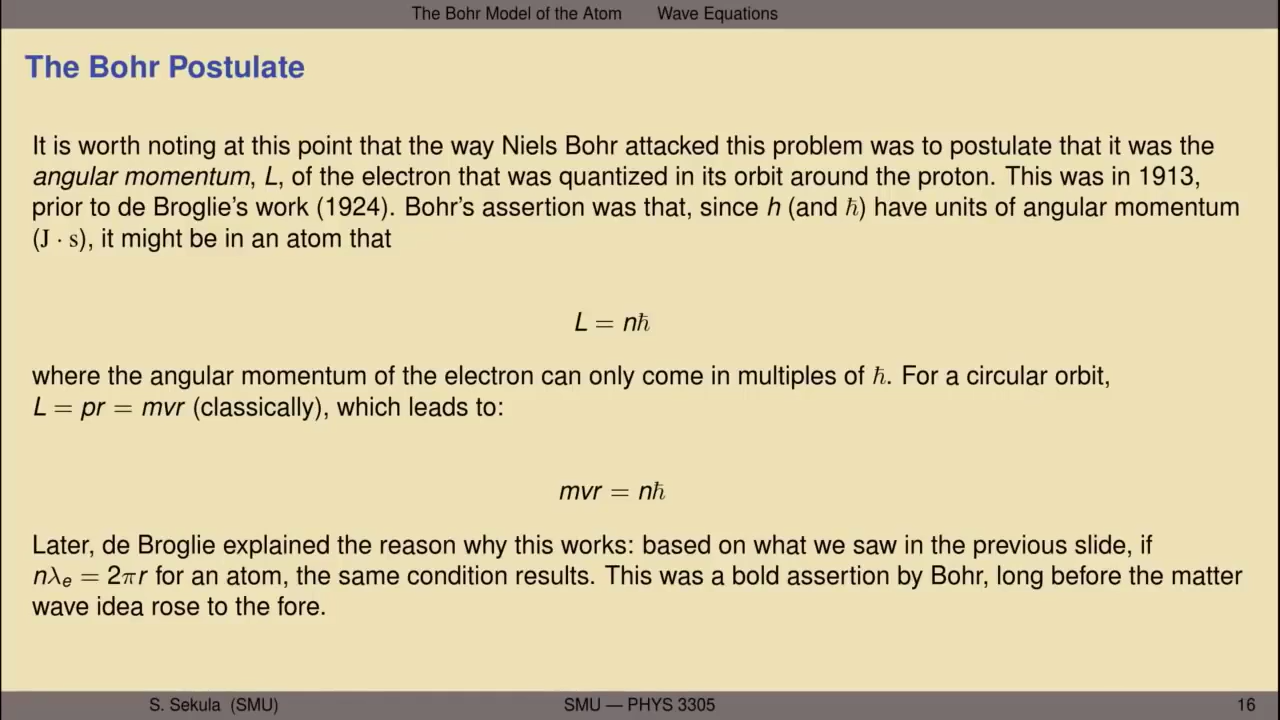 The Bohr Model of the Atom Wave Equations
The Bohr Postulate
It is worth noting at this point that the way Niels Bohr attacked this problem was to postulate that it was the
angular momentum, L, of the electron that was quantized in its orbit around the proton. This was in 1913,
prior to de Broglie's work (1924). Bohr's assertion was that, since h (and ℏ) have units of angular momentum
(J · s), it might be in an atom that
L = nℏ
where the angular momentum of the electron can only come in multiples of ℏ. For a circular orbit,
L = pr = mvr (classically), which leads to:
mvr = nℏ
Later, de Broglie explained the reason why this works: based on what we saw in the previous slide, if
nλₑ = 2πr for an atom, the same condition results. This was a bold assertion by Bohr, long before the matter
wave idea rose to the fore.
S. Sekula (SMU) SMU — PHYS 3305 16